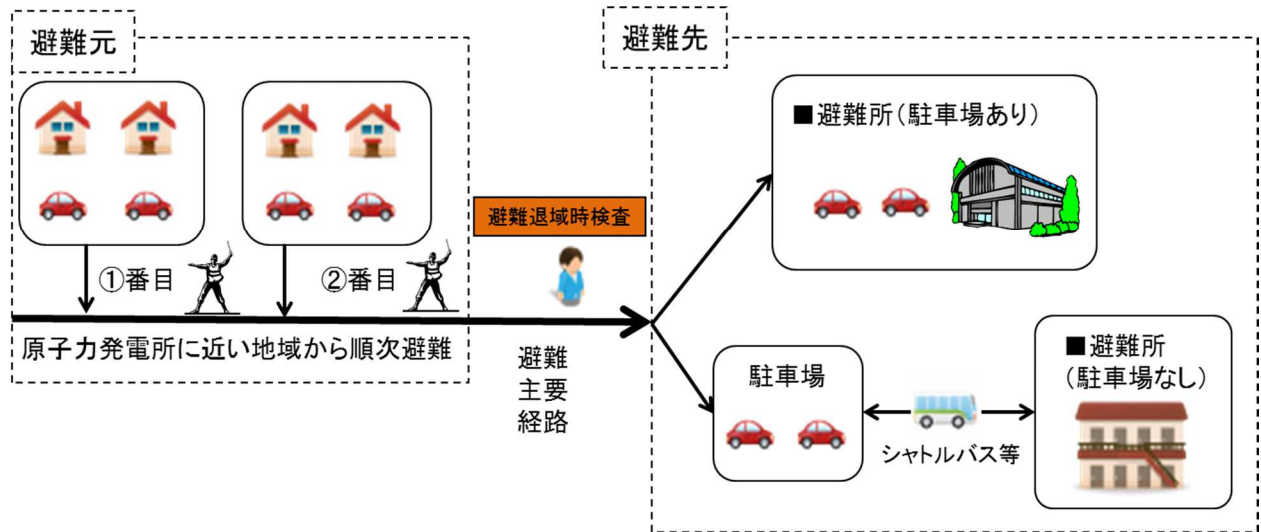 避難元
避難先
①番目
②番目
原子力発電所に近い地域から順次避難
避難退域時検査
避難
主要
経路
■避難所(駐車場あり)
駐車場
シャトルバス等
■避難所
(駐車場なし)